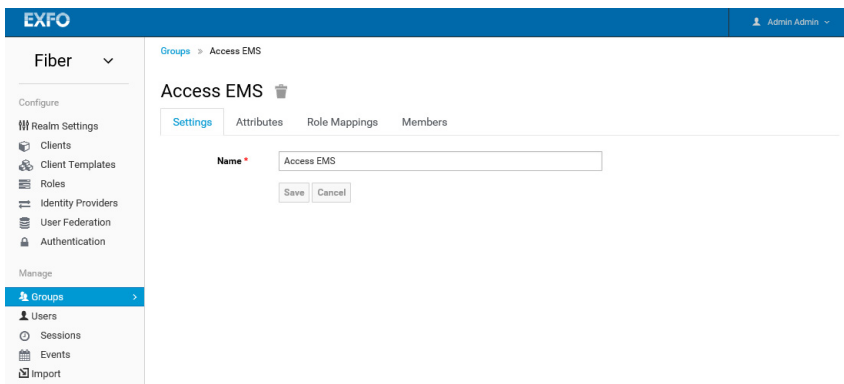 EXFO
Admin Admin
Fiber
Groups » Access EMS
Access EMS
Configure
Settings Attributes Role Mappings Members
Realm Settings
Clients
Name * Access EMS
Client Templates
Roles
Save Cancel
Identity Providers
User Federation
Authentication
Manage
Groups
Users
Sessions
Events
Import